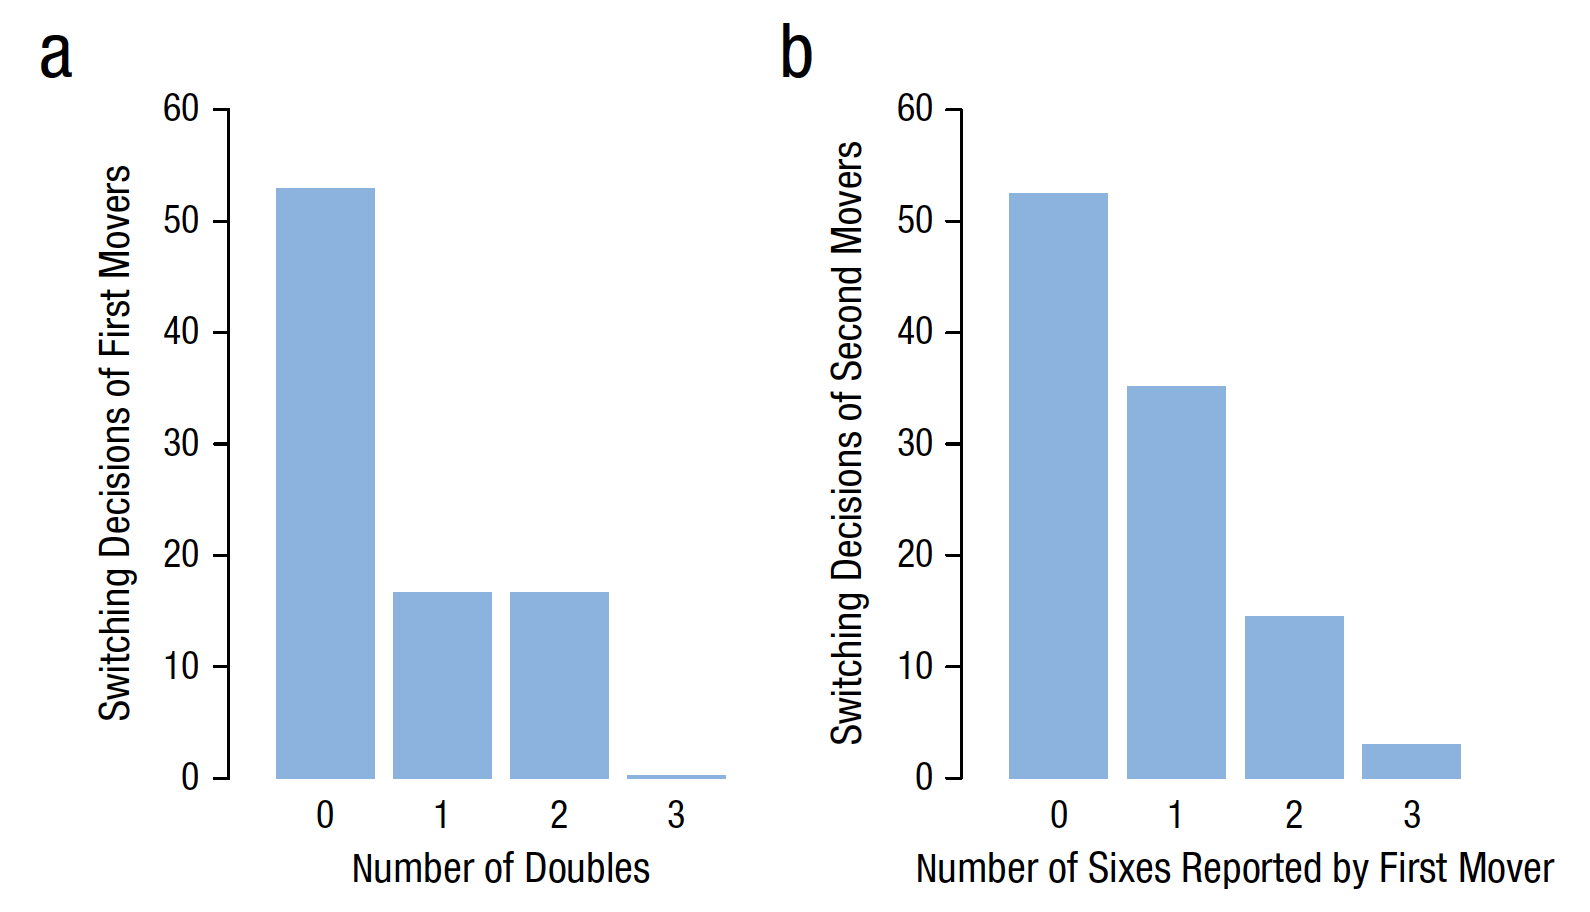 a
Switching Decisions of First Movers
60
50
40
30
20
10
0
0 1 2 3
Number of Doubles
b
Switching Decisions of Second Movers
60
50
40
30
20
10
0
0 1 2 3
Number of Sixes Reported by First Mover